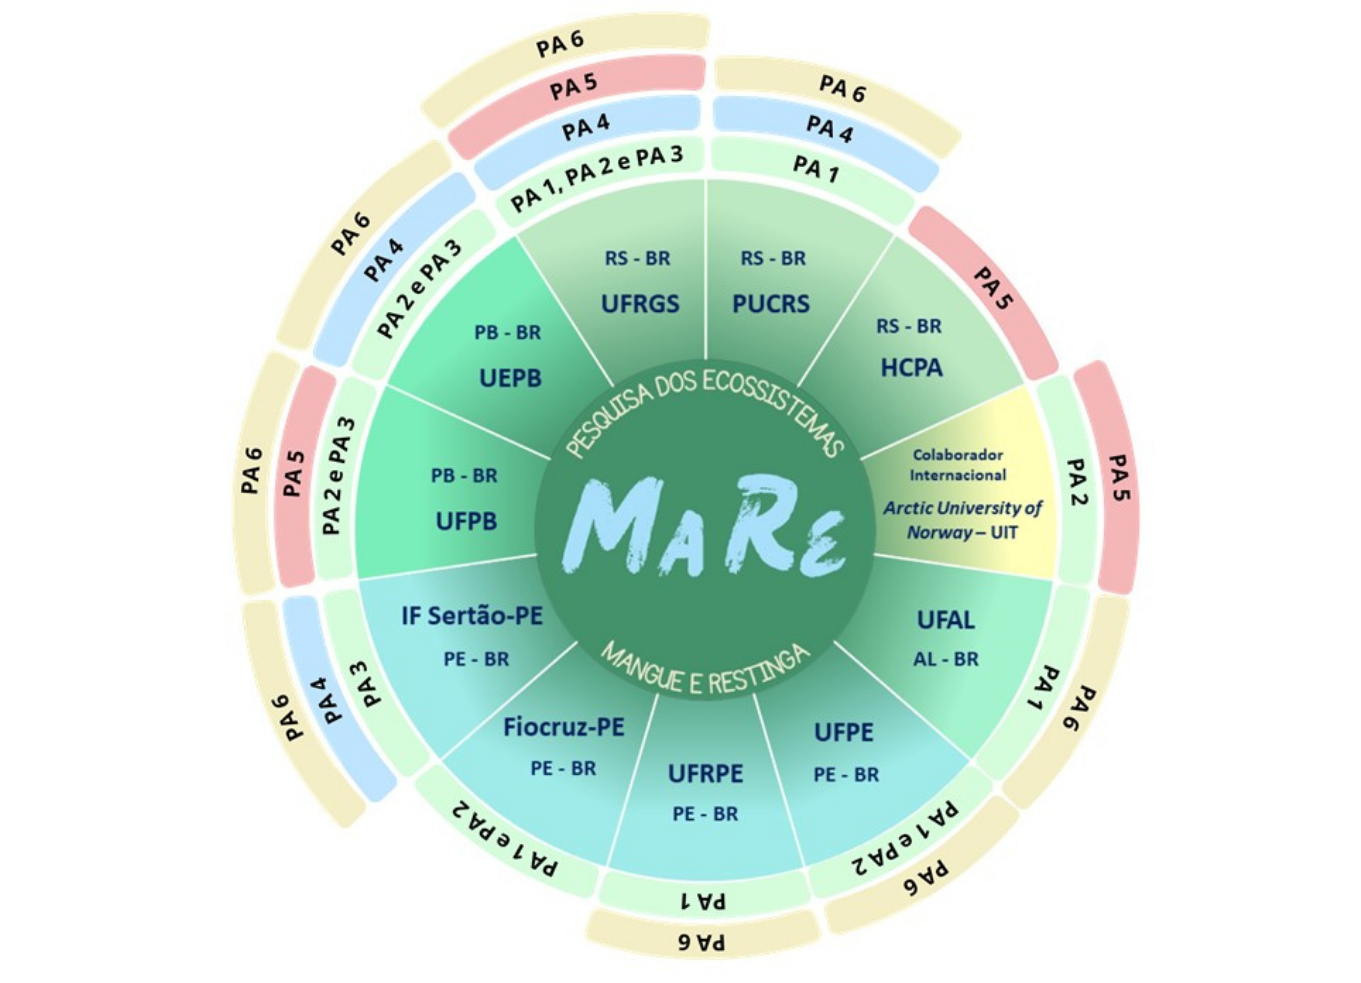 PA 6
PA 5
PA 4
PA 1, PA 2 e PA 3
RS - BR
UFRGS
PA 6
PA 4
PA 1
RS - BR
PUCRS
PA 5
RS - BR
HCPA
PA 5
PA 2
Colaborador
Internacional
Arctic University of
Norway – UIT
PA 6
PA 1
UFAL
AL - BR
PA 6
PA 1 e PA 2
UFPE
PE - BR
PA 6
PA 1
UFRPE
PE - BR
PA 1 e PA 2
Fiocruz-PE
PE - BR
PA 6
PA 4
PA 3
IF Sertão-PE
PE - BR
PA 6
PA 5
PA 2 e PA 3
PB - BR
UFPB
PA 6
PA 4
PA 2 e PA 3
PB - BR
UEPB
PESQUISA DOS ECOSSISTEMAS
MARE
MANGUE E RESTINGA